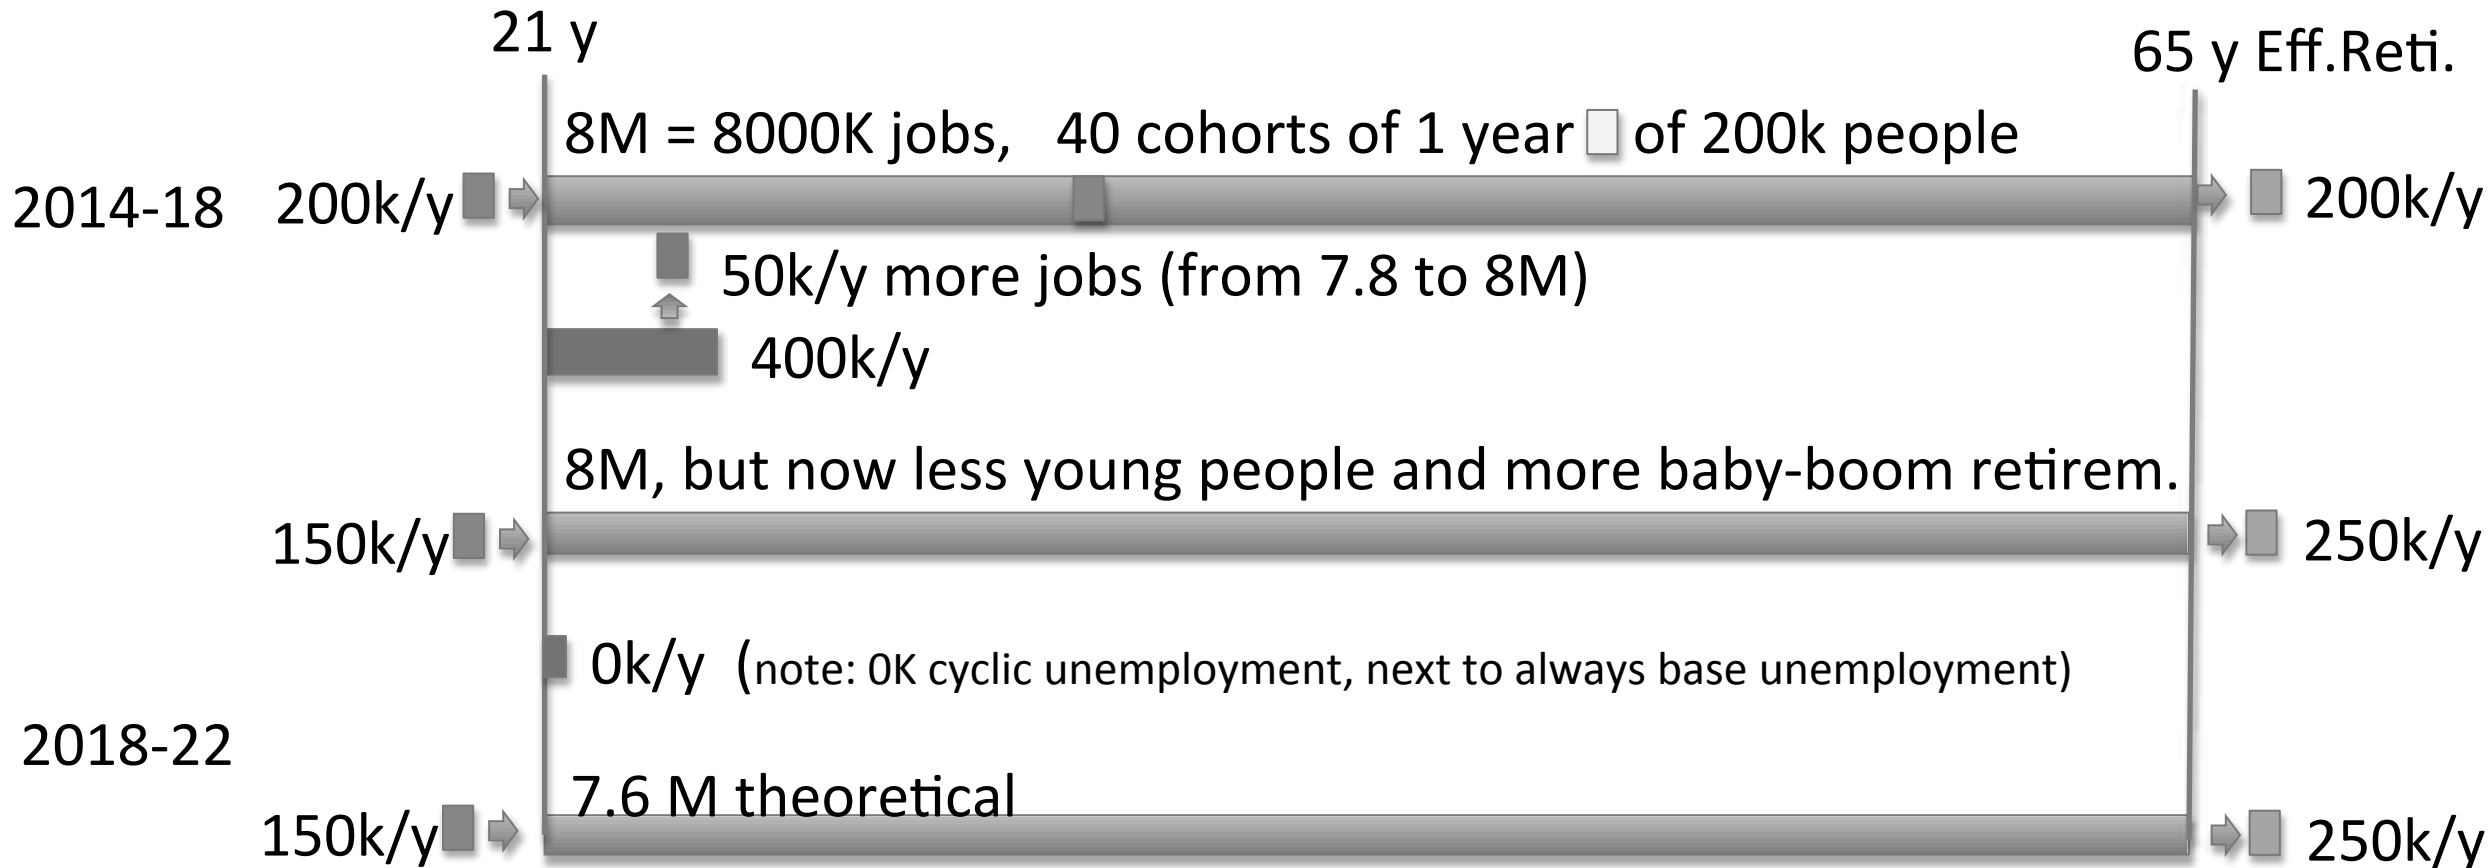 21 y
65 y Eff.Reti.
8M = 8000K jobs, 40 cohorts of 1 year of 200k people
2014-18 200k/y 200k/y
50k/y more jobs (from 7.8 to 8M)
400k/y
8M, but now less young people and more baby-boom retirem.
150k/y 250k/y
0k/y (note: 0K cyclic unemployment, next to always base unemployment)
2018-22
7.6 M theoretical
150k/y 250k/y